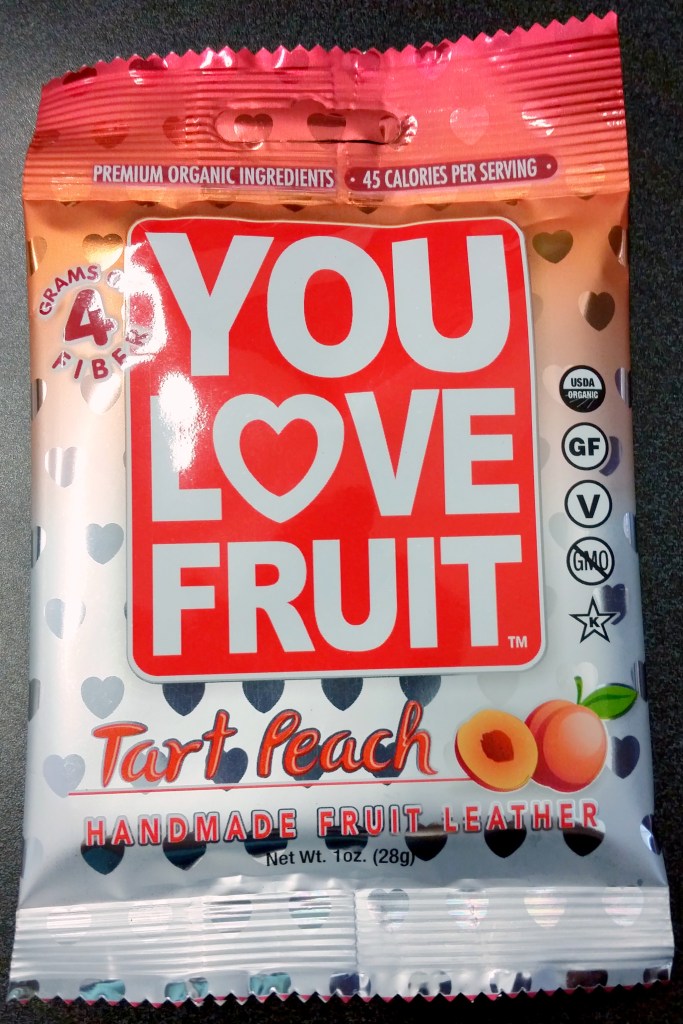 PREMIUM ORGANIC INGREDIENTS • 45 CALORIES PER SERVING •
GRAMS OF
4
FIBER
YOU
LOVE
FRUIT
TM
USDA
ORGANIC
GF
V
GMO
K
Tart Peach
HANDMADE FRUIT LEATHER
Net Wt. 1oz. (28g)